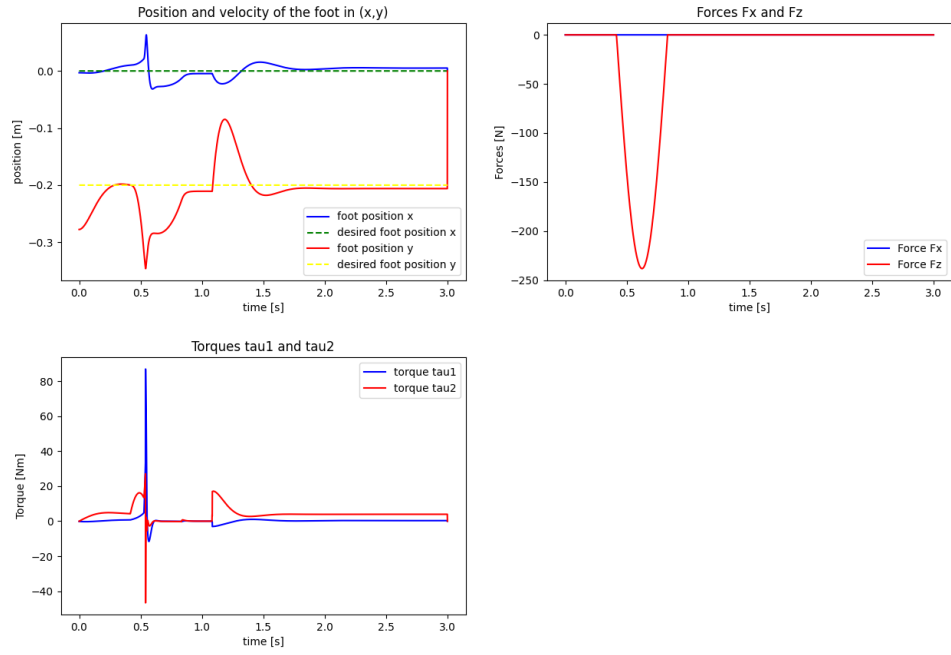 Position and velocity of the foot in (x,y)
position [m]
0.0
−0.1
−0.2
−0.3
foot position x
desired foot position x
foot position y
desired foot position y
0.0 0.5 1.0 1.5 2.0 2.5 3.0
time [s]
Forces Fx and Fz
Forces [N]
0
−50
−100
−150
−200
−250
Force Fx
Force Fz
0.0 0.5 1.0 1.5 2.0 2.5 3.0
time [s]
Torques tau1 and tau2
Torque [Nm]
80
60
40
20
0
−20
−40
torque tau1
torque tau2
0.0 0.5 1.0 1.5 2.0 2.5 3.0
time [s]